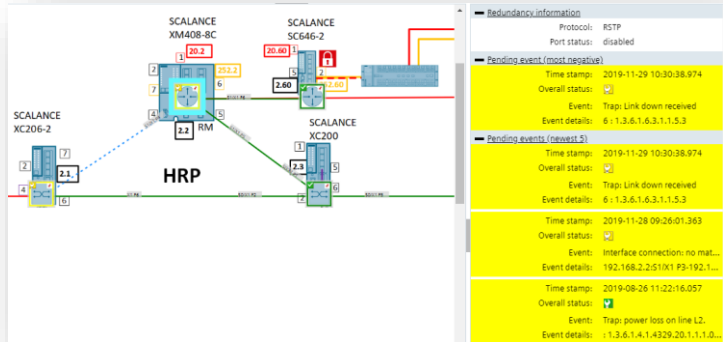 SCALANCE
XM408-8C
SCALANCE
SC646-2
1
20.2
20.60
1
2
252.2
7
6
5
2
2.60
52.60
4
5
2.2
RM
SCALANCE
XC206-2
SCALANCE
XC200
7
2
2.1
HRP
1
2.3
5
4
6
2
6
Redundancy information
Protocol: RSTP
Port status: disabled
Pending event (most negative)
Time stamp: 2019-11-29 10:30:38.974
Overall status:
Event: Trap: Link down received
Event details: 6 : 1.3.6.1.6.3.1.1.5.3
Pending events (newest 5)
Time stamp: 2019-11-29 10:30:38.974
Overall status:
Event: Trap: Link down received
Event details: 6 : 1.3.6.1.6.3.1.1.5.3
Time stamp: 2019-11-28 09:26:01.363
Overall status:
Event: Interface connection: no mat...
Event details: 192.168.2.2:S1/X1 P3-192.1...
Time stamp: 2019-08-26 11:22:16.057
Overall status:
Event: Trap: power loss on line L2.
Event details: : 1.3.6.1.4.1.4329.20.1.1.1.0...